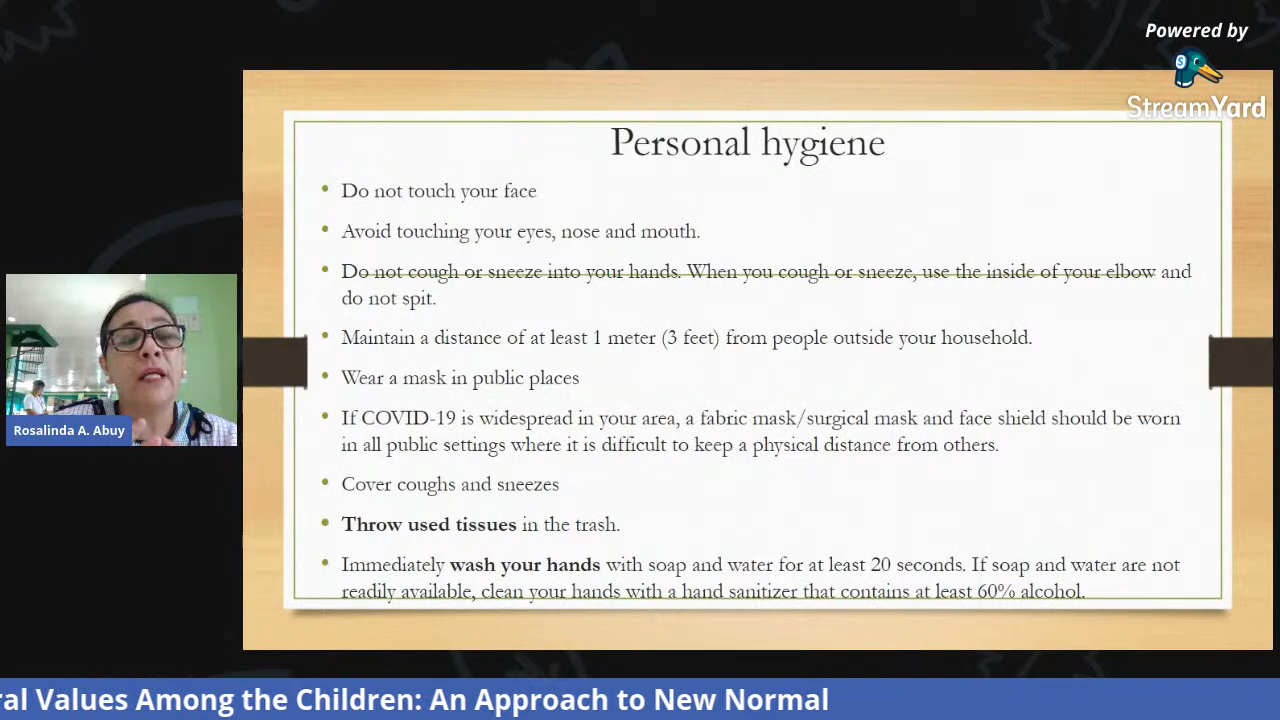 Powered by
StreamYard
Personal hygiene
• Do not touch your face
• Avoid touching your eyes, nose and mouth.
• Do not cough or sneeze into your hands. When you cough or sneeze, use the inside of your elbow and
do not spit.
• Maintain a distance of at least 1 meter (3 feet) from people outside your household.
• Wear a mask in public places
• If COVID-19 is widespread in your area, a fabric mask/surgical mask and face shield should be worn
in all public settings where it is difficult to keep a physical distance from others.
• Cover coughs and sneezes
• Throw used tissues in the trash.
• Immediately wash your hands with soap and water for at least 20 seconds. If soap and water are not
readily available, clean your hands with a hand sanitizer that contains at least 60% alcohol.
Rosalinda A. Abuy
ral Values Among the Children: An Approach to New Normal